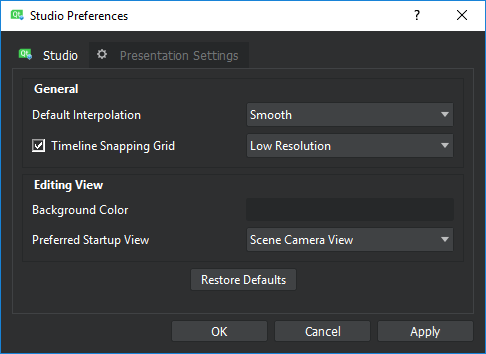 Studio Preferences
Qt Studio Presentation Settings
General
Default Interpolation Smooth
Timeline Snapping Grid Low Resolution
Editing View
Background Color
Preferred Startup View Scene Camera View
Restore Defaults
OK Cancel Apply